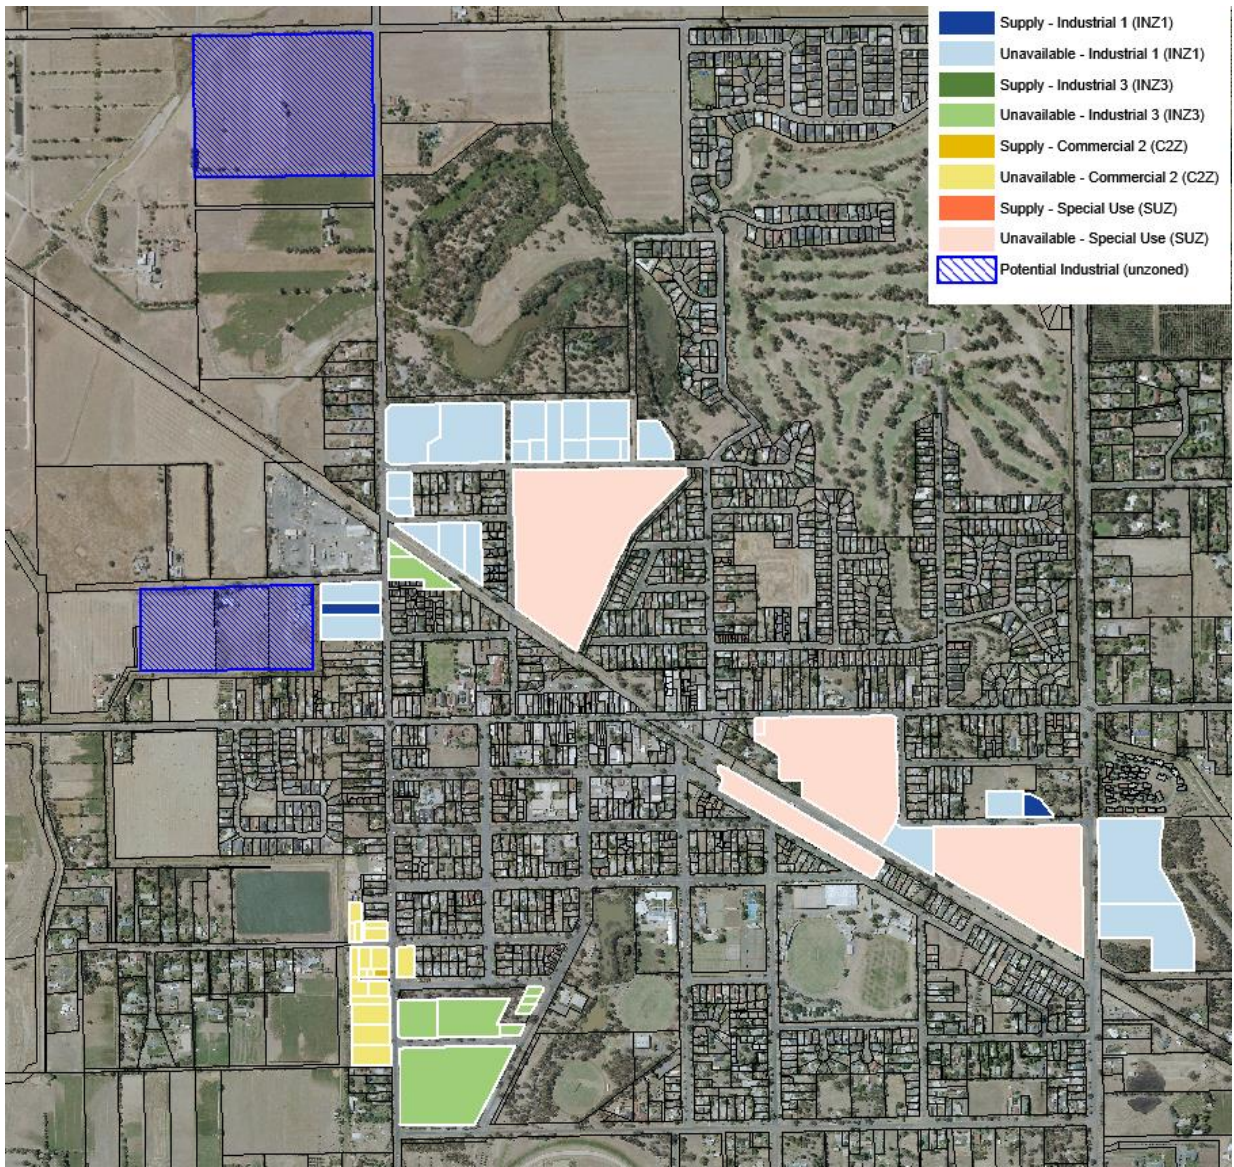 Supply - Industrial 1 (INZ1)
Unavailable - Industrial 1 (INZ1)
Supply - Industrial 3 (INZ3)
Unavailable - Industrial 3 (INZ3)
Supply - Commercial 2 (C2Z)
Unavailable - Commercial 2 (C2Z)
Supply - Special Use (SUZ)
Unavailable - Special Use (SUZ)
Potential Industrial (unzoned)